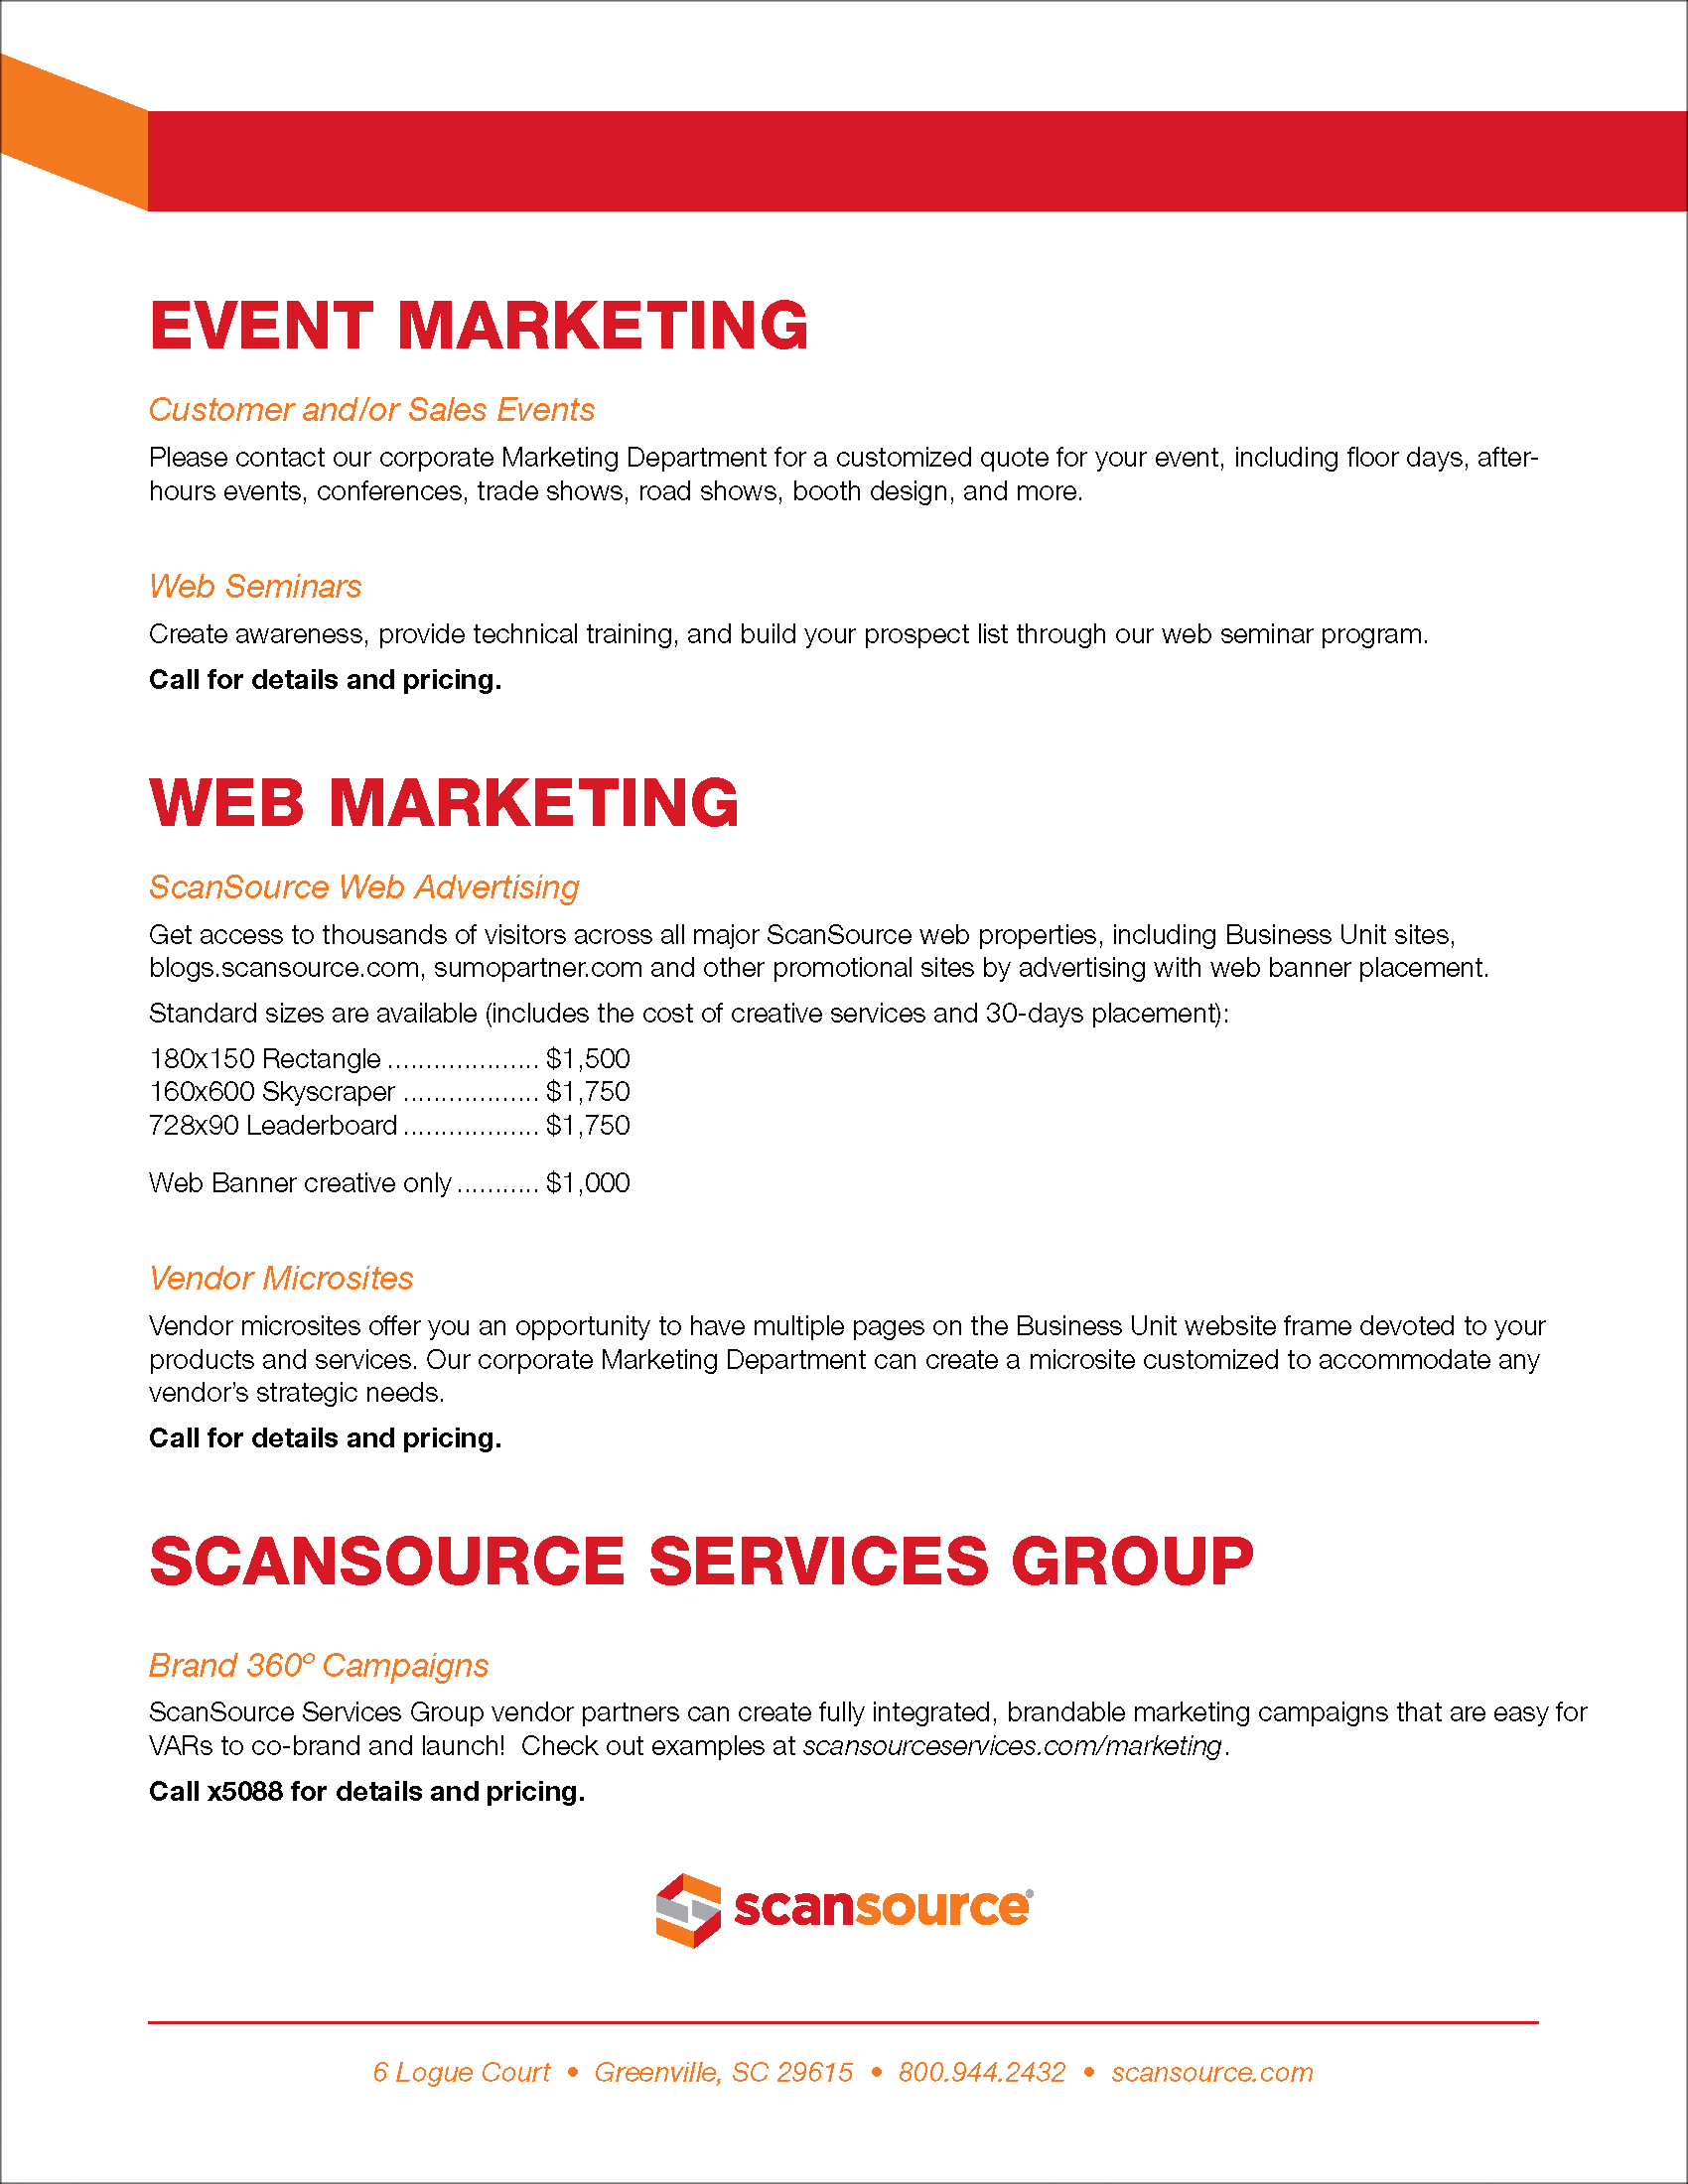 EVENT MARKETING
Customer and/or Sales Events
Please contact our corporate Marketing Department for a customized quote for your event, including floor days, after-
hours events, conferences, trade shows, road shows, booth design, and more.
Web Seminars
Create awareness, provide technical training, and build your prospect list through our web seminar program.
Call for details and pricing.
WEB MARKETING
ScanSource Web Advertising
Get access to thousands of visitors across all major ScanSource web properties, including Business Unit sites,
blogs.scansource.com, sumopartner.com and other promotional sites by advertising with web banner placement.
Standard sizes are available (includes the cost of creative services and 30-days placement):
180x150 Rectangle .................... $1,500
160x600 Skyscraper .................. $1,750
728x90 Leaderboard .................. $1,750
Web Banner creative only ........... $1,000
Vendor Microsites
Vendor microsites offer you an opportunity to have multiple pages on the Business Unit website frame devoted to your
products and services. Our corporate Marketing Department can create a microsite customized to accommodate any
vendor’s strategic needs.
Call for details and pricing.
SCANSOURCE SERVICES GROUP
Brand 360º Campaigns
ScanSource Services Group vendor partners can create fully integrated, brandable marketing campaigns that are easy for
VARs to co-brand and launch!  Check out examples at scansourceservices.com/marketing.
Call x5088 for details and pricing.
scansource®
6 Logue Court • Greenville, SC 29615 • 800.944.2432 • scansource.com